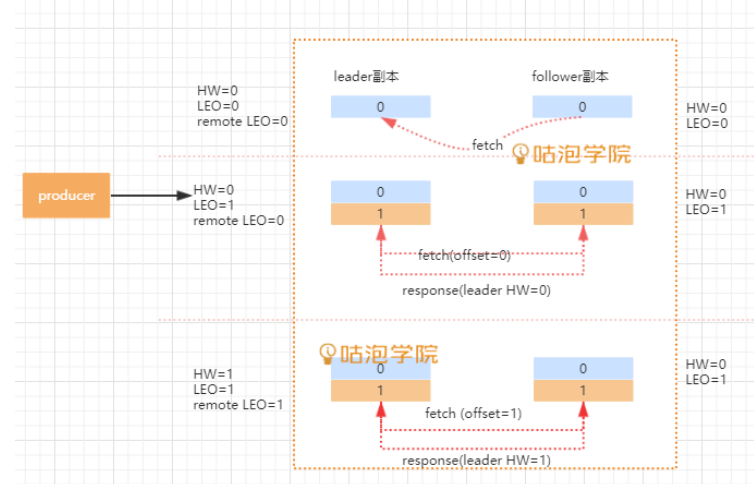 leader副本
follower副本
HW=0
LEO=0
remote LEO=0
0
0
HW=0
LEO=0
fetch
咕泡学院
producer
HW=0
LEO=1
remote LEO=0
0
1
0
1
HW=0
LEO=1
fetch(offset=0)
response(leader HW=0)
咕泡学院
HW=1
LEO=1
remote LEO=1
0
1
0
1
HW=0
LEO=1
fetch (offset=1)
response(leader HW=1)